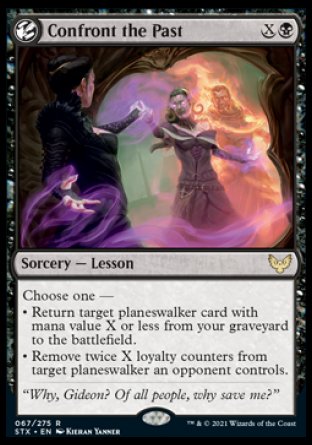 Confront the Past XB
Sorcery — Lesson
Choose one —
• Return target planeswalker card with
mana value X or less from your graveyard
to the battlefield.
• Remove twice X loyalty counters from
target planeswalker an opponent controls.
"Why, Gideon? Of all people, why save me?"
067/275 R
STX • EN Kieran Yanner
™ & © 2021 Wizards of the Coast